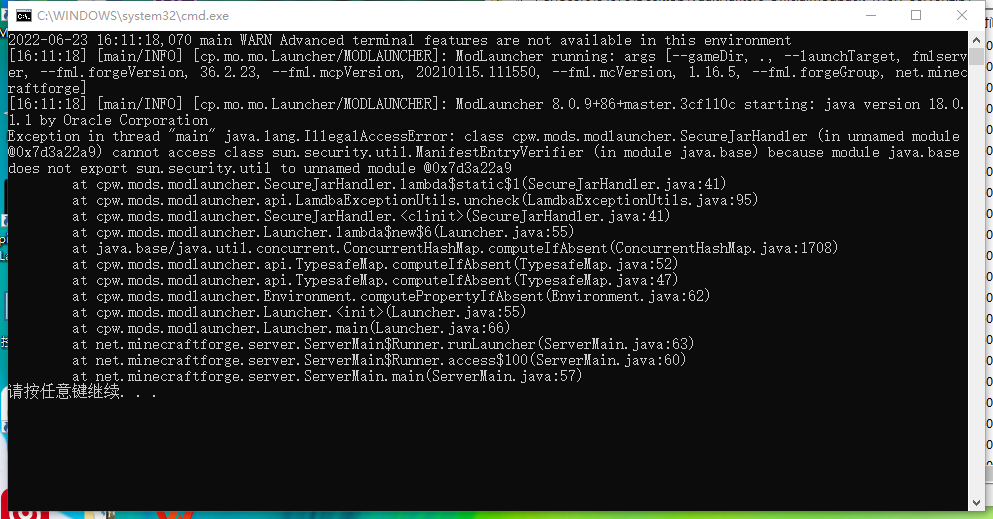 C:\WINDOWS\system32\cmd.exe
2022-06-23 16:11:18,070 main WARN Advanced terminal features are not available in this environment
[16:11:18] [main/INFO] [cp.mo.mo.Launcher/MODLAUNCHER]: ModLauncher running: args [--gameDir, ., --launchTarget, fmlserv
er, --fml.forgeVersion, 36.2.23, --fml.mcpVersion, 20210115.111550, --fml.mcVersion, 1.16.5, --fml.forgeGroup, net.minec
raftforge]
[16:11:18] [main/INFO] [cp.mo.mo.Launcher/MODLAUNCHER]: ModLauncher 8.0.9+86+master.3cf110c starting: java version 18.0.
1.1 by Oracle Corporation
Exception in thread "main" java.lang.IllegalAccessError: class cpw.mods.modlauncher.SecureJarHandler (in unnamed module
@0x7d3a22a9) cannot access class sun.security.util.ManifestEntryVerifier (in module java.base) because module java.base
does not export sun.security.util to unnamed module @0x7d3a22a9
at cpw.mods.modlauncher.SecureJarHandler.lambda$static$1(SecureJarHandler.java:41)
at cpw.mods.modlauncher.api.LamdbaExceptionUtils.uncheck(LamdbaExceptionUtils.java:95)
at cpw.mods.modlauncher.SecureJarHandler.<clinit>(SecureJarHandler.java:41)
at cpw.mods.modlauncher.Launcher.lambda$new$6(Launcher.java:55)
at java.base/java.util.concurrent.ConcurrentHashMap.computeIfAbsent(ConcurrentHashMap.java:1708)
at cpw.mods.modlauncher.api.TypesafeMap.computeIfAbsent(TypesafeMap.java:52)
at cpw.mods.modlauncher.api.TypesafeMap.computeIfAbsent(TypesafeMap.java:47)
at cpw.mods.modlauncher.Environment.computePropertyIfAbsent(Environment.java:62)
at cpw.mods.modlauncher.Launcher.<init>(Launcher.java:55)
at cpw.mods.modlauncher.Launcher.main(Launcher.java:66)
at net.minecraftforge.server.ServerMain$Runner.runLauncher(ServerMain.java:63)
at net.minecraftforge.server.ServerMain$Runner.access$100(ServerMain.java:60)
at net.minecraftforge.server.ServerMain.main(ServerMain.java:57)
请按任意键继续. . .